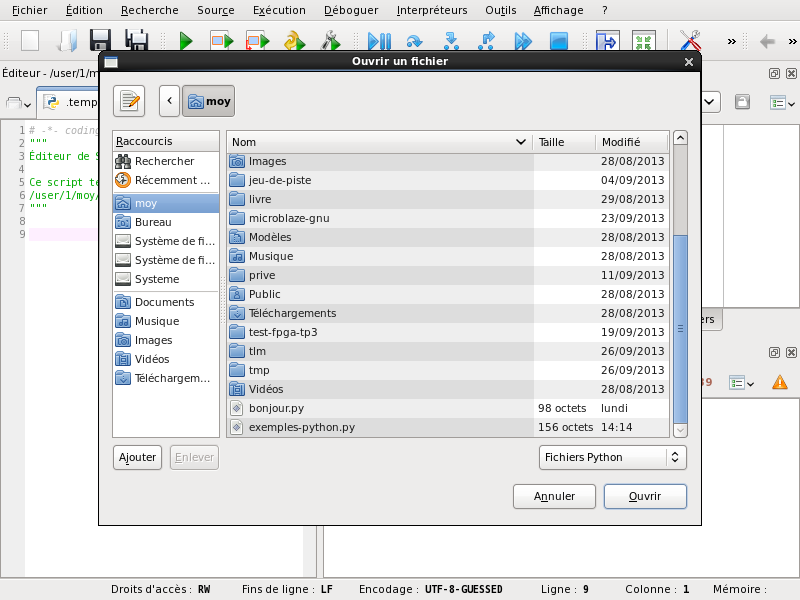 Fichier Édition Recherche Source Exécution Déboguer Interpréteurs Outils Affichage ?
Ouvrir un fichier
Éditeur - /user/1/m
.temp
moy
1 # -*- coding
2 """
3 Éditeur de S
4
5 Ce script te
6 /user/1/moy/
7 """
8
9
Raccourcis
Rechercher
Récemment ...
moy
Bureau
Système de fi...
Système de fi...
Systeme
Documents
Musique
Images
Vidéos
Téléchargem...
Nom Taille Modifié
Images 28/08/2013
jeu-de-piste 04/09/2013
livre 29/08/2013
microblaze-gnu 23/09/2013
Modèles 28/08/2013
Musique 28/08/2013
prive 11/09/2013
Public 28/08/2013
Téléchargements 28/08/2013
test-fpga-tp3 19/09/2013
tlm 26/09/2013
tmp 26/09/2013
Vidéos 28/08/2013
bonjour.py 98 octets lundi
exemples-python.py 156 octets 14:14
ers
39
Ajouter Enlever Fichiers Python
Annuler Ouvrir
Droits d'accès : RW Fins de ligne : LF Encodage : UTF-8-GUESSED Ligne : 9 Colonne : 1 Mémoire :